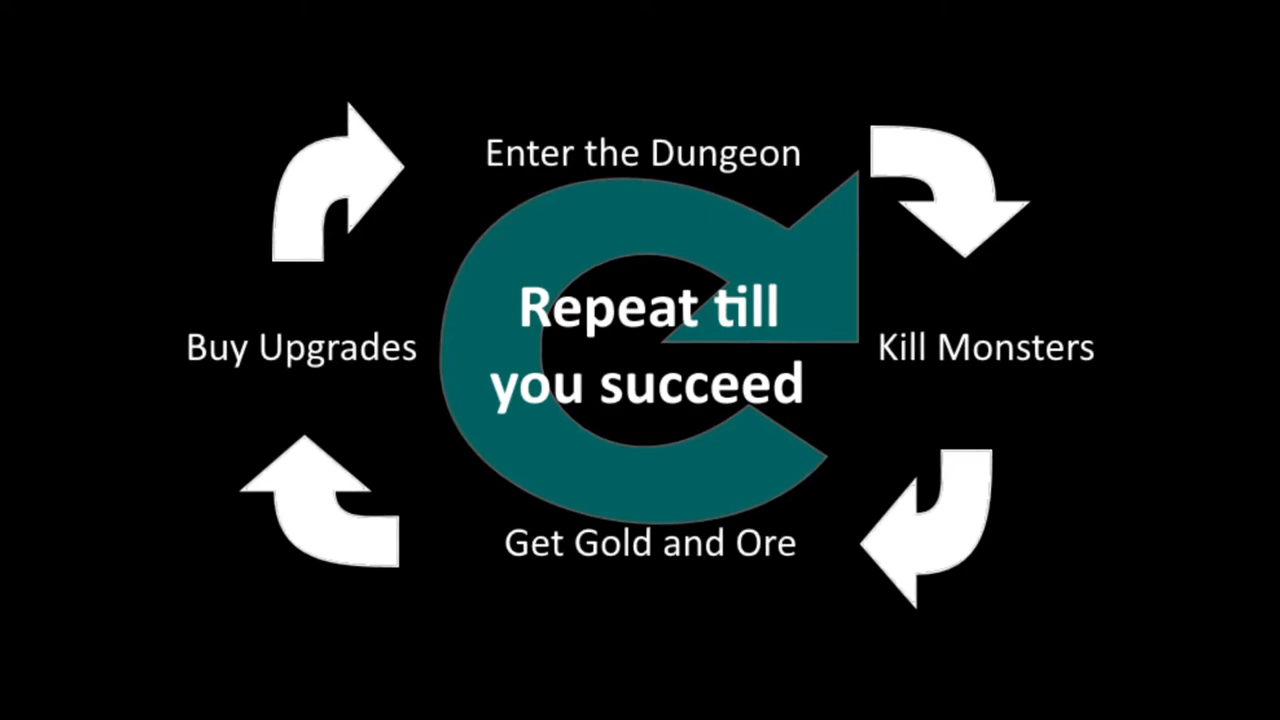 Enter the Dungeon
Repeat till
Buy Upgrades
Kill Monsters
you succeed
Get Gold and Ore